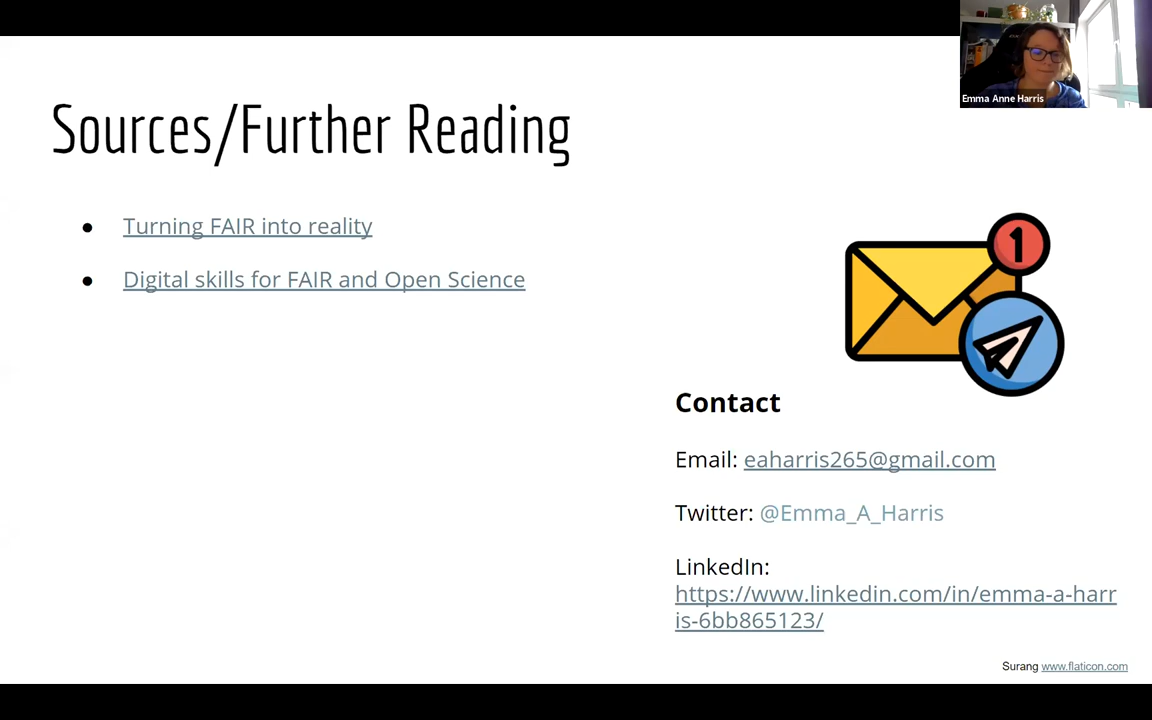 Emma Anne Harris
Sources/Further Reading
● Turning FAIR into reality
● Digital skills for FAIR and Open Science
1
Contact
Email: eaharris265@gmail.com
Twitter: @Emma_A_Harris
LinkedIn:
https://www.linkedin.com/in/emma-a-harr
is-6bb865123/
Surang www.flaticon.com